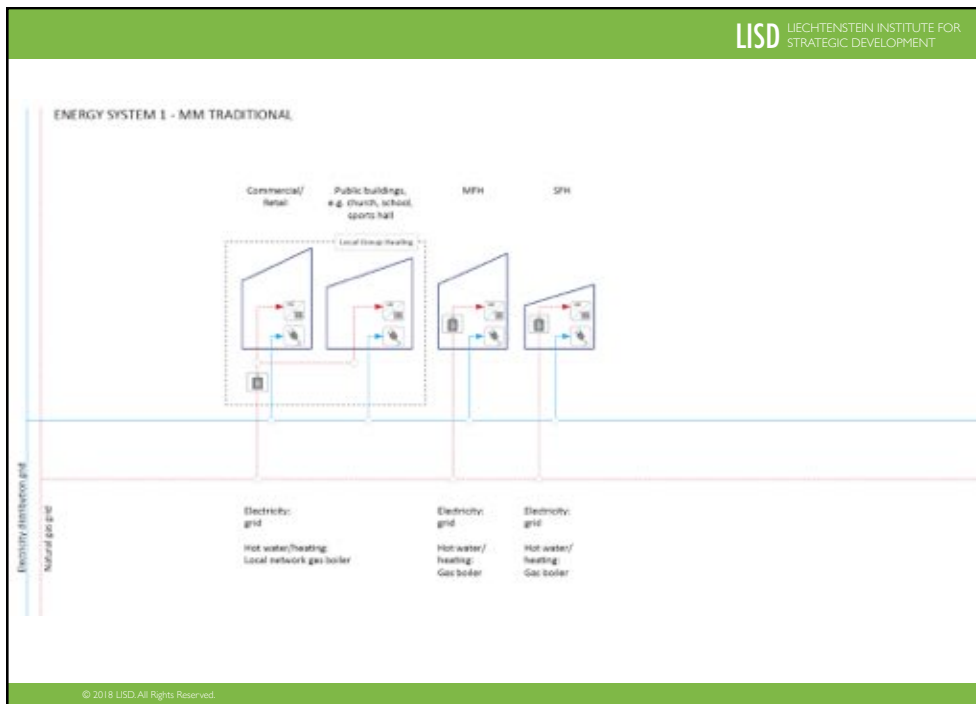 LISD LIECHTENSTEIN INSTITUTE FOR
STRATEGIC DEVELOPMENT
ENERGY SYSTEM 1 - MM TRADITIONAL
Commercial/
Retail
Public buildings,
e.g. church, school,
sports hall
MFH
SFH
Local Group Heating
Electricity distribution grid
Natural gas grid
Electricity:
grid
Hot water/heating:
Local network gas boiler
Electricity:
grid
Hot water/
heating:
Gas boiler
Electricity:
grid
Hot water/
heating:
Gas boiler
© 2018 LISD. All Rights Reserved.